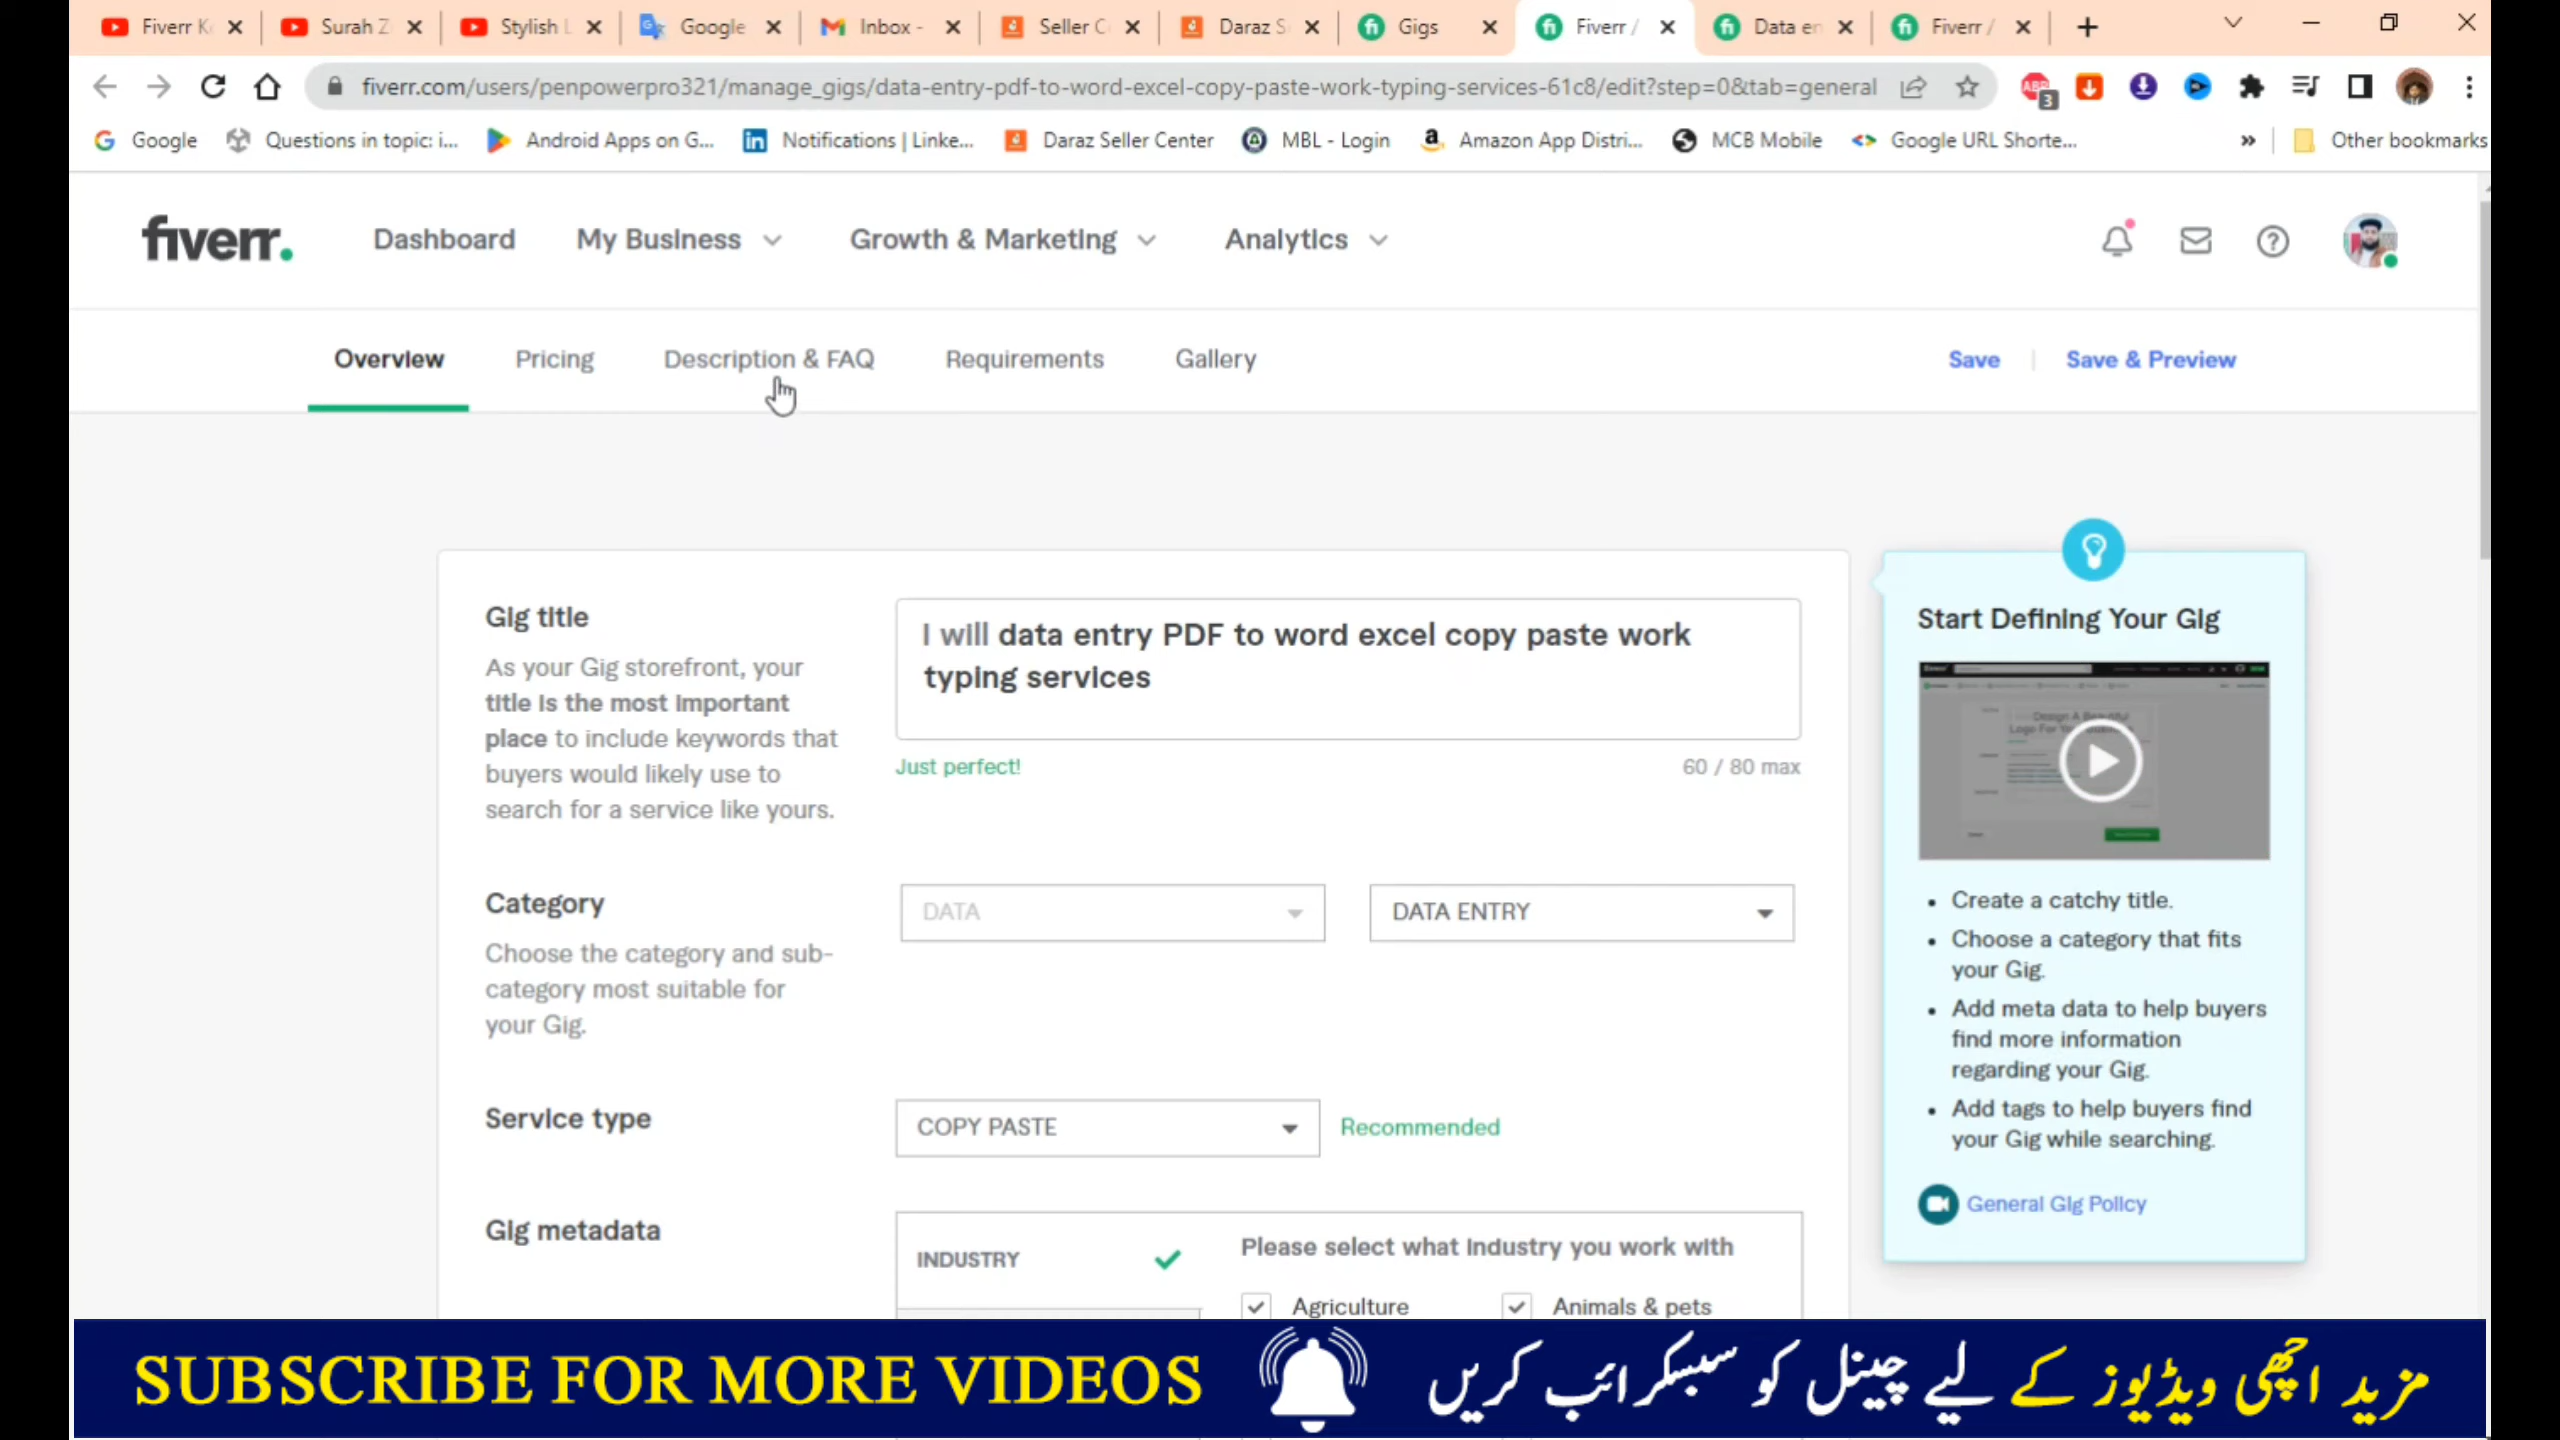 Fiverr K
Surah Z
Stylish L
Google
Inbox -
Seller C
Daraz S
Gigs
Fiverr /
Data en
Fiverr /
fiverr.com/users/penpowerpro321/manage_gigs/data-entry-pdf-to-word-excel-copy-paste-work-typing-services-61c8/edit?step=0&tab=general
ABP
3
Google
Questions in topic: i...
Android Apps on G...
Notifications | Linke...
Daraz Seller Center
MBL - Login
Amazon App Distri...
MCB Mobile
Google URL Shorte...
»
Other bookmarks
fiverr.
Dashboard
My Business
Growth & Marketing
Analytics
Overview
Pricing
Description & FAQ
Requirements
Gallery
Save
Save & Preview
Gig title
As your Gig storefront, your
title is the most important
place to include keywords that
buyers would likely use to
search for a service like yours.
I will data entry PDF to word excel copy paste work
typing services
Just perfect!
60 / 80 max
Category
Choose the category and sub-
category most suitable for
your Gig.
DATA
DATA ENTRY
Service type
COPY PASTE
Recommended
Gig metadata
INDUSTRY
Please select what industry you work with
Agriculture
Animals & pets
Start Defining Your Gig
Create a catchy title.
Choose a category that fits
your Gig.
Add meta data to help buyers
find more information
regarding your Gig.
Add tags to help buyers find
your Gig while searching.
General Gig Policy
SUBSCRIBE FOR MORE VIDEOS
مزید اچھی ویڈیوز کے لیے چینل کو سبسکرائب کریں